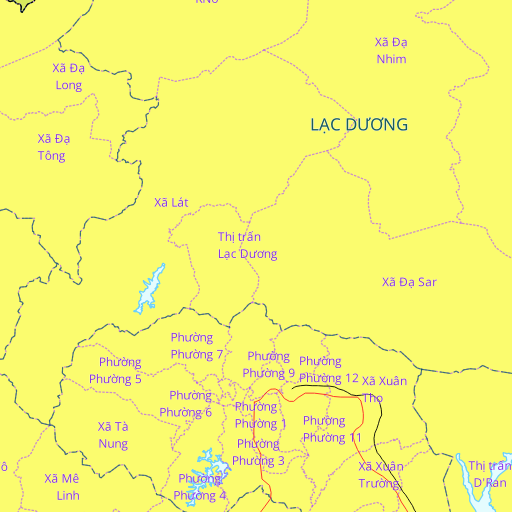 Xã Đạ
Nhim
Xã Đạ
Long
LẠC DƯƠNG
Xã Đạ
Tông
Xã Lát
Thị trấn
Lạc Dương
Xã Đạ Sar
Phường
Phường 7
Phường
Phường 9
Phường
Phường 5
Phường
Phường 12
Xã Xuân
Thọ
Phường
Phường 6
Phường
Phường 1
Phường
Phường 11
Xã Tà
Nung
Phường
Phường 3
Xã Mê
Linh
Phường
Phường 4
Xã Xuân
Trường
Thị trấn
D'Ran